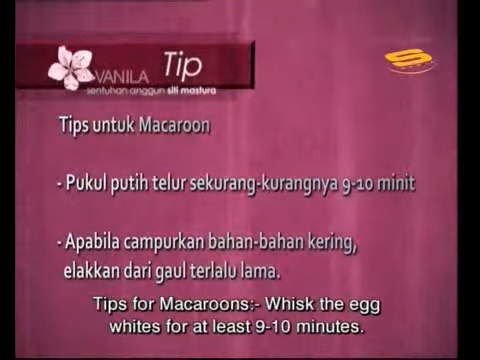 VANILA Tip
sentuhan anggun siti mastura
Tips untuk Macaroon
- Pukul putih telur sekurang-kurangnya 9-10 minit
- Apabila campurkan bahan-bahan kering,
elakkan dari gaul terlalu lama.
Tips for Macaroons:- Whisk the egg
whites for at least 9-10 minutes.